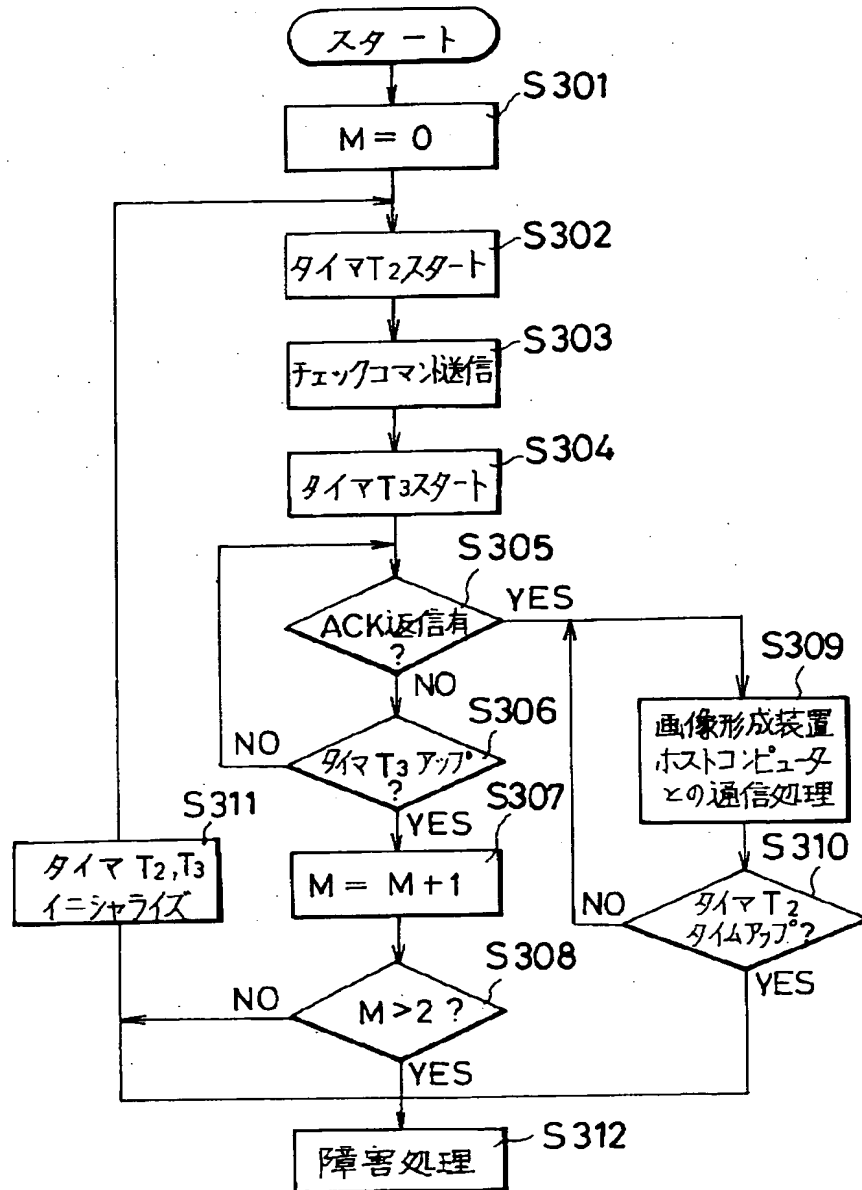 スタート
S301
M = 0
S302
タイマT2スタート
S303
チェックコマンド送信
S304
タイマT3スタート
S305
ACK返信有
?
YES
NO
S306
タイマT3アップ
?
NO
YES
S307
M = M+1
S308
M>2 ?
NO
YES
S309
画像形成装置
ホストコンピューター
との通信処理
S310
タイマT2
タイムアップ?
NO
YES
S311
タイマ T2,T3
イニシャライズ
S312
障害処理